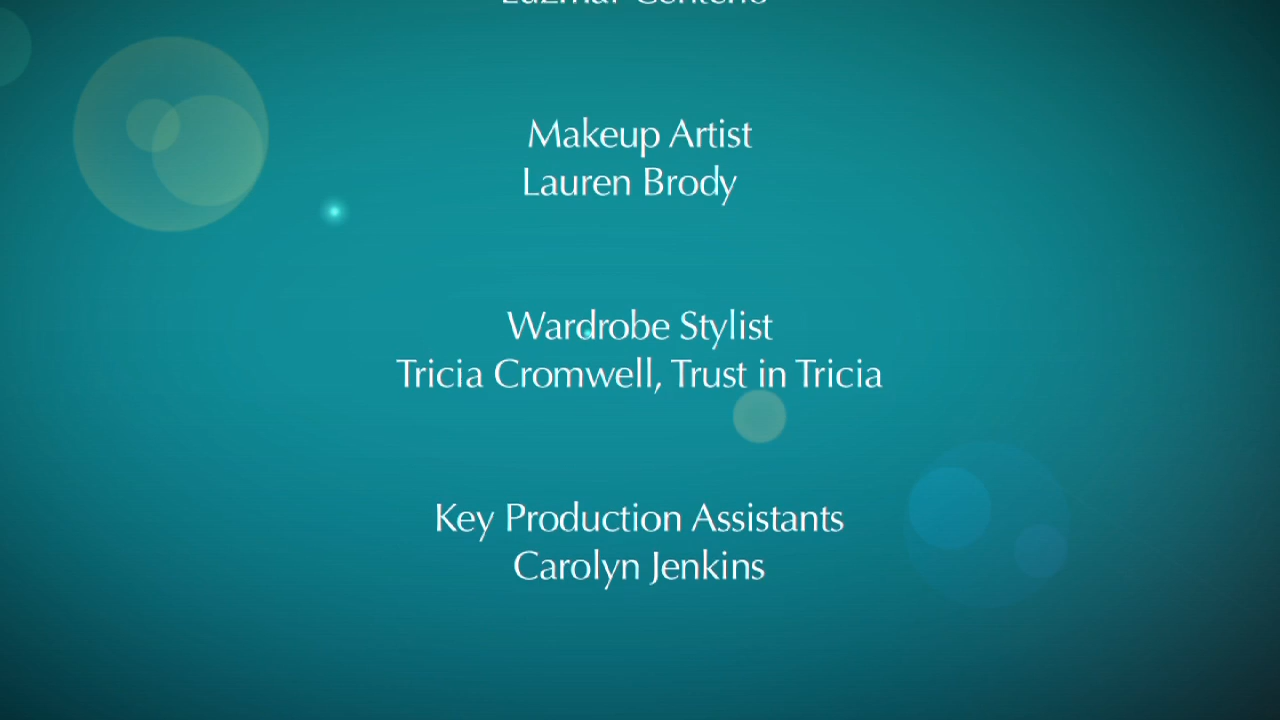 Makeup Artist
Lauren Brody
Wardrobe Stylist
Tricia Cromwell, Trust in Tricia
Key Production Assistants
Carolyn Jenkins